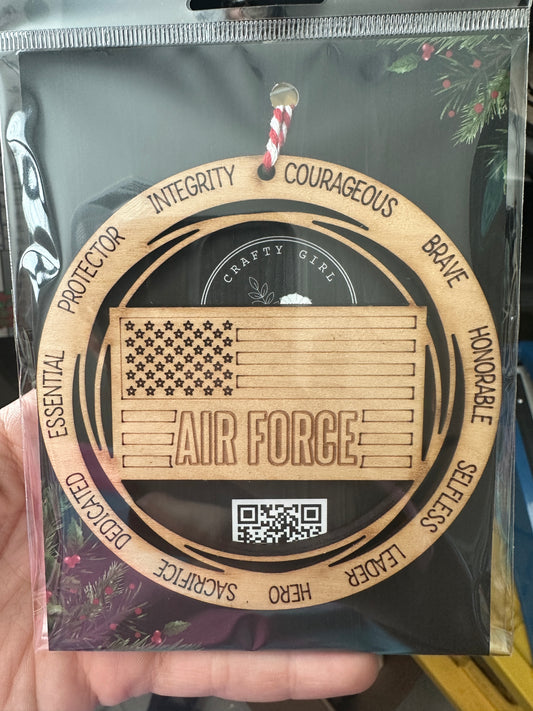 INTEGRITY
COURAGEOUS
BRAVE
HONORABLE
SELFLESS
LEADER
HERO
SACRIFICE
DEDICATED
ESSENTIAL
PROTECTOR
CRAFTY GIRL
AIR FORCE